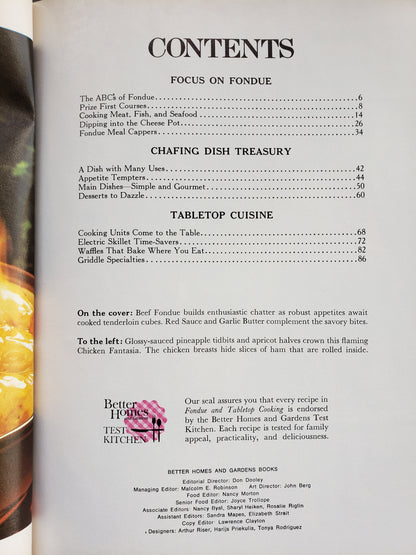 CONTENTS
FOCUS ON FONDUE
The ABC's of Fondue 6
Prize First Courses 8
Cooking Meat, Fish, and Seafood 14
Dipping into the Cheese Pot 26
Fondue Meal Cappers 34
CHAFING DISH TREASURY
A Dish with Many Uses 42
Appetite Tempters 44
Main Dishes—Simple and Gourmet 50
Desserts to Dazzle 60
TABLETOP CUISINE
Cooking Units Come to the Table 68
Electric Skillet Time-Savers 72
Waffles That Bake Where You Eat 82
Griddle Specialties 86
On the cover: Beef Fondue builds enthusiastic chatter as robust appetites await
cooked tenderloin cubes. Red Sauce and Garlic Butter complement the savory bites.
To the left: Glossy-sauced pineapple tidbits and apricot halves crown this flaming
Chicken Fantasia. The chicken breasts hide slices of ham that are rolled inside.
Better
Homes
TEST
KITCHEN
Our seal assures you that every recipe in
Fondue and Tabletop Cooking is endorsed
by the Better Homes and Gardens Test
Kitchen. Each recipe is tested for family
appeal, practicality, and deliciousness.
BETTER HOMES AND GARDENS BOOKS
Editorial Director: Don Dooley
Managing Editor: Malcolm E. Robinson Art Director: John Berg
Food Editor: Nancy Morton
Senior Food Editor: Joyce Trollope
Associate Editors: Nancy Byal, Sharyl Heiken, Rosalie Riglin
Assistant Editors: Sandra Mapes, Elizabeth Strait
Copy Editor: Lawrence Clayton
Designers: Arthur Riser, Harijs Priekulis, Tonya Rodriguez